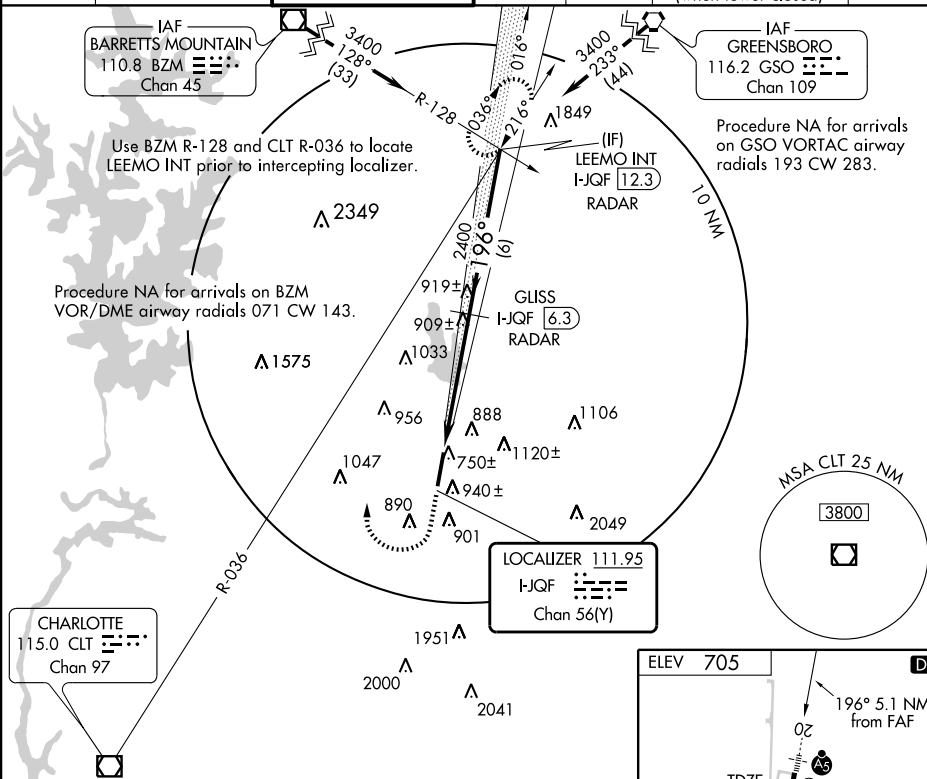 (when tower closed)
IAF
BARRETTS MOUNTAIN
110.8 BZM
Chan 45
3400
128°
(33)
R-128
036°
216°
016°
3400
233°
(44)
IAF
GREENSBORO
116.2 GSO
Chan 109
1849
Use BZM R-128 and CLT R-036 to locate
LEEMO INT prior to intercepting localizer.
(IF)
LEEMO INT
I-JQF 12.3
RADAR
Procedure NA for arrivals
on GSO VORTAC airway
radials 193 CW 283.
10 NM
2349
2400
196°
(6)
Procedure NA for arrivals on BZM
VOR/DME airway radials 071 CW 143.
919±
909±
GLISS
I-JQF 6.3
RADAR
1033
1575
956
888
1106
750±
1120±
1047
940±
890
901
2049
MSA CLT 25 NM
3800
LOCALIZER 111.95
I-JQF
Chan 56(Y)
R-036
CHARLOTTE
115.0 CLT
Chan 97
1951
2000
2041
ELEV 705
D
196° 5.1 NM
from FAF
20
A5